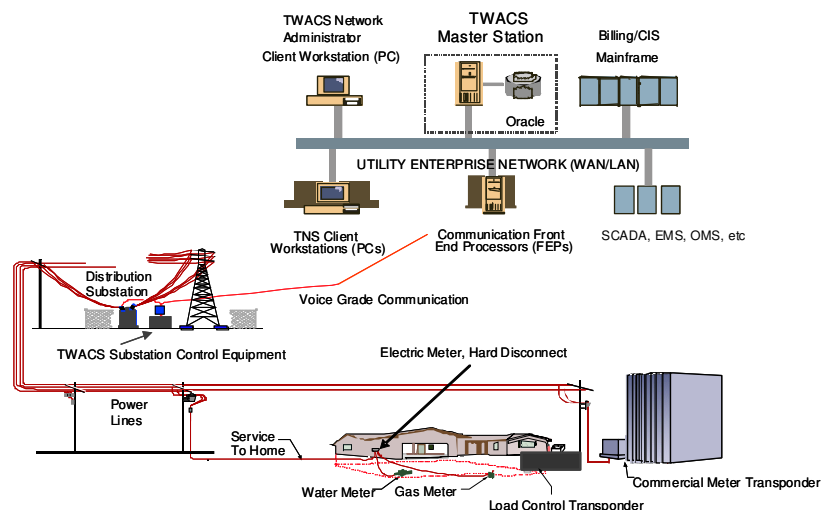 TWACS Network
Administrator
Client Workstation (PC)
TWACS
Master Station
Billing/CIS
Mainframe
Oracle
UTILITY ENTERPRISE NETWORK (WAN/LAN)
TNS Client
Workstations (PCs)
Communication Front
End Processors (FEPs)
SCADA, EMS, OMS, etc
Distribution
Substation
Voice Grade Communication
TWACS Substation Control Equipment
Electric Meter, Hard Disconnect
Power
Lines
Service
To Home
Water Meter
Gas Meter
Load Control Transponder
Commercial Meter Transponder